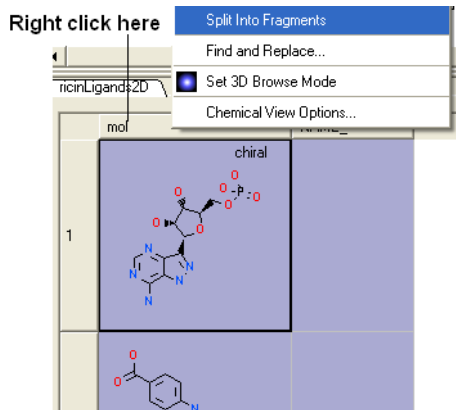 Right click here
Split Into Fragments
Find and Replace...
Set 3D Browse Mode
Chemical View Options...
ricinLigands2D
mol
chiral
1
O
O
O
P
O
O
O
O
N
N
N
N
N
O
O
N